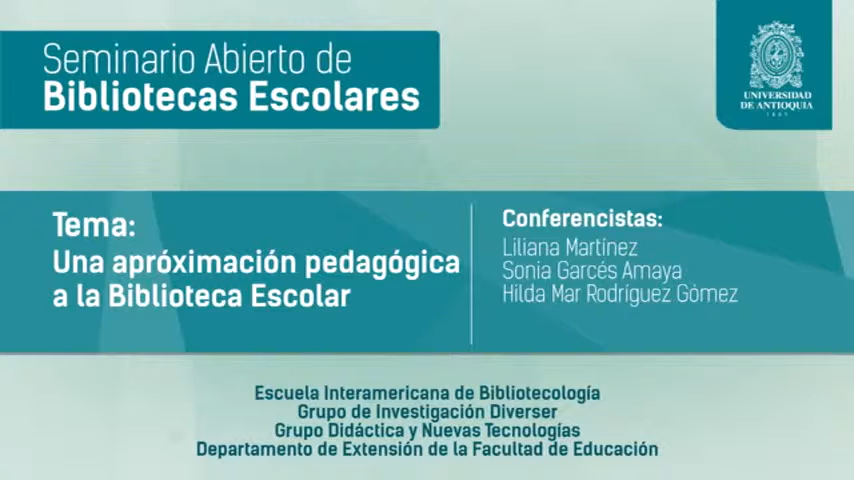 Seminario Abierto de
Bibliotecas Escolares
UNIVERSIDAD
DE ANTIOQUIA
1803
Tema:
Una apróximación pedagógica
a la Biblioteca Escolar
Conferencistas:
Liliana Martínez
Sonia Garcés Amaya
Hilda Mar Rodríguez Gómez
Escuela Interamericana de Bibliotecología
Grupo de Investigación Diverser
Grupo Didáctica y Nuevas Tecnologías
Departamento de Extensión de la Facultad de Educación